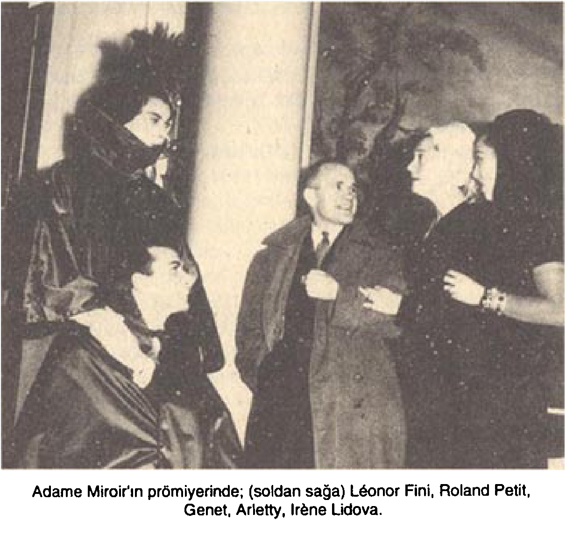 Adame Miroir'ın prömiyerinde; (soldan sağa) Léonor Fini, Roland Petit,
Genet, Arletty, Irène Lidova.